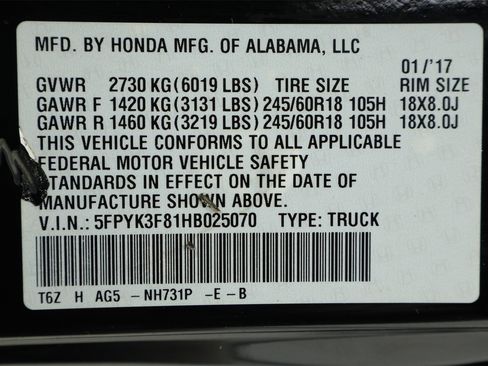 MFD. BY HONDA MFG. OF ALABAMA, LLC
01/'17
GVWR 2730 KG(6019 LBS) TIRE SIZE RIM SIZE
GAWR F 1420 KG(3131 LBS)245/60R18 105H 18X8.0J
GAWR R 1460 KG(3219 LBS)245/60R18 105H 18X8.0J
THIS VEHICLE CONFORMS TO ALL APPLICABLE
FEDERAL MOTOR VEHICLE SAFETY
STANDARDS IN EFFECT ON THE DATE OF
MANUFACTURE SHOWN ABOVE.
V.I.N.: 5FPYK3F81HB025070 TYPE: TRUCK
T6Z H AG5 - NH731P -E - B